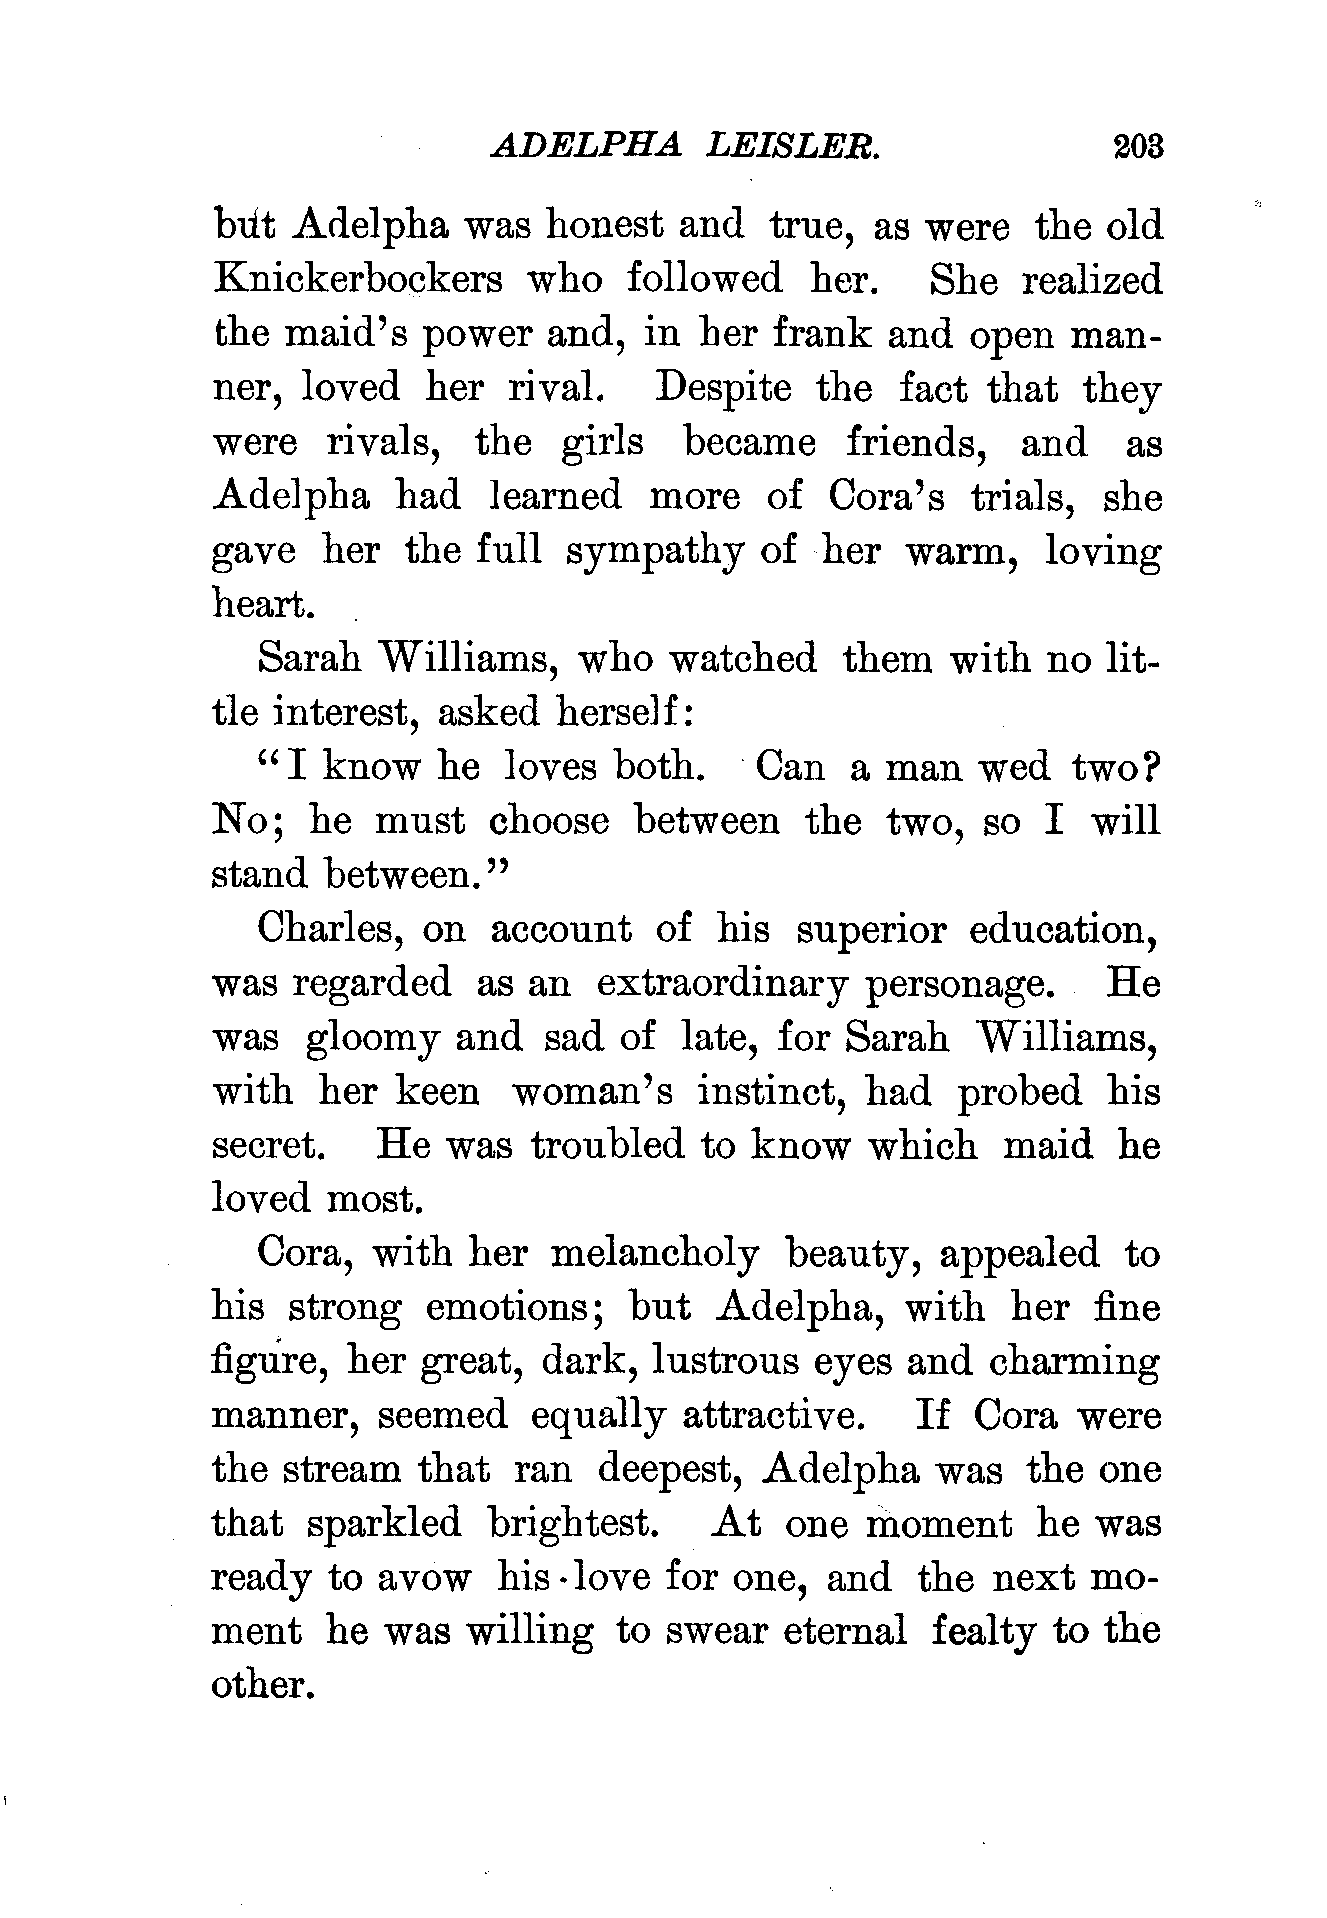 ADELPHA LEISLER. 203
but Adelpha was honest and true, as were the old
Knickerbockers who followed her. She realized
the maid's power and, in her frank and open man-
ner, loved her rival. Despite the fact that they
were rivals, the girls became friends, and as
Adelpha had learned more of Cora's trials, she
gave her the full sympathy of her warm, loving
heart.
Sarah Williams, who watched them with no lit-
tle interest, asked herself:
"I know he loves both. Can a man wed two?
No; he must choose between the two, so I will
stand between."
Charles, on account of his superior education,
was regarded as an extraordinary personage. He
was gloomy and sad of late, for Sarah Williams,
with her keen woman's instinct, had probed his
secret. He was troubled to know which maid he
loved most.
Cora, with her melancholy beauty, appealed to
his strong emotions; but Adelpha, with her fine
figure, her great, dark, lustrous eyes and charming
manner, seemed equally attractive. If Cora were
the stream that ran deepest, Adelpha was the one
that sparkled brightest. At one moment he was
ready to avow his love for one, and the next mo-
ment he was willing to swear eternal fealty to the
other.